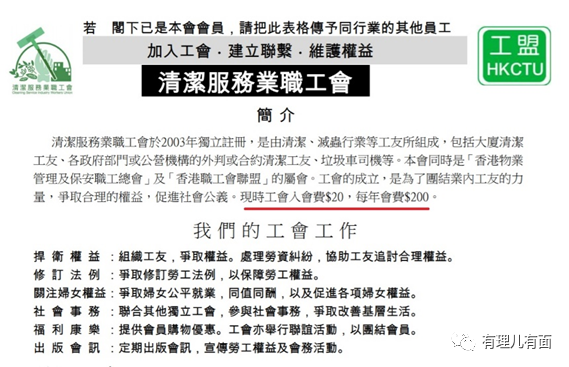 若　閣下已是本會會員，請把此表格傳予同行業的其他員工
加入工會．建立聯繫．維護權益
清潔服務業職工會
清潔服務業職工會
工盟
HKCTU
簡 介
清潔服務業職工會於2003年獨立註冊，是由清潔、滅蟲行業等工友所組成，包括大廈清潔
工友、各政府部門或公營機構的外判或合約清潔工友、垃圾車司機等。本會同時是「香港物業
管理及保安職工總會」及「香港職工會聯盟」的屬會。工會的成立，是為了團結業內工友的力
量，爭取合理的權益，促進社會公義。現時工會入會費$20，每年會費$200。
我們的工會工作
捍衛權益：組織工友，爭取權益。處理勞資糾紛，協助工友追討合理權益。
修訂法例：爭取修訂勞工法例，以保障勞工權益。
關注婦女權益：爭取婦女公平就業，同值同酬，以及促進各項婦女權益。
社會事務：聯合其他獨立工會，參與社會事務，爭取改善基層生活。
福利康樂：提供會員購物優惠。工會亦舉行聯誼活動，以團結會員。
出版會訊：定期出版會訊，宣傳勞工權益及會務活動。
有理儿有面